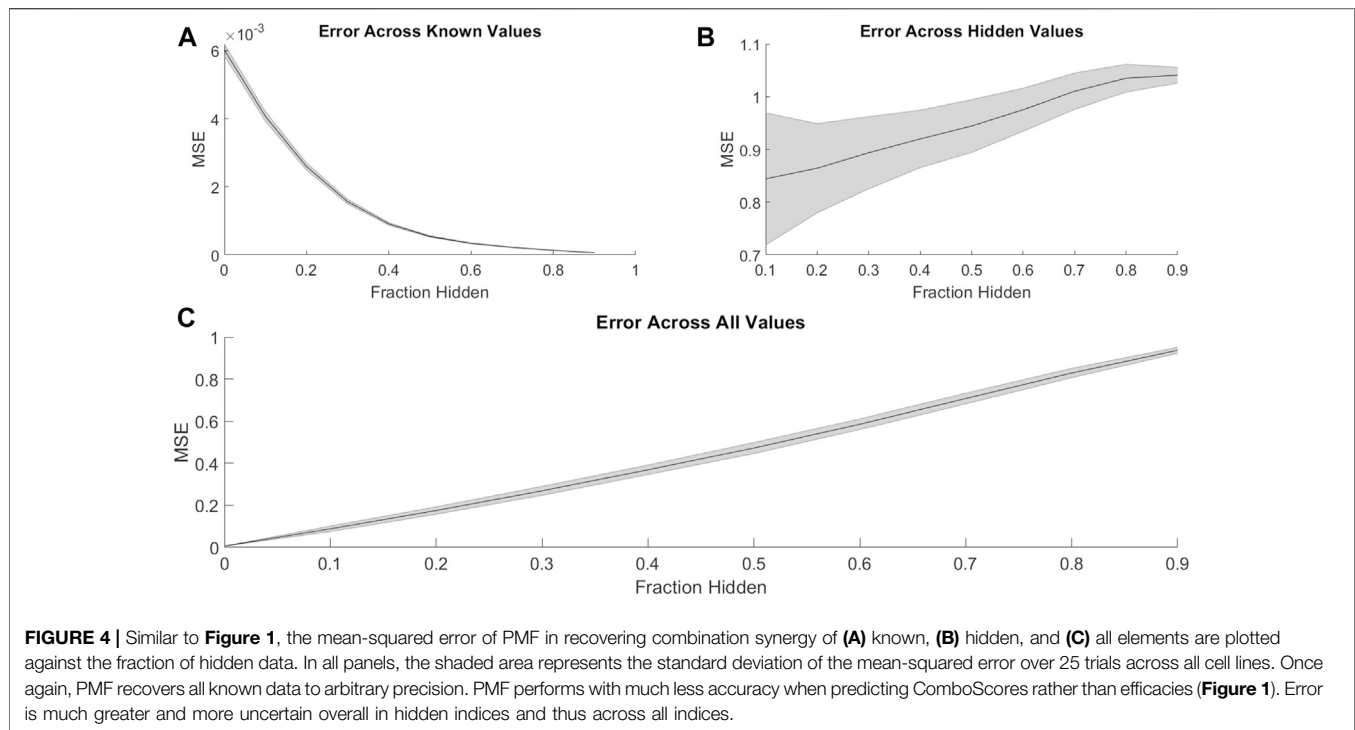 A
Error Across Known Values
×10⁻³
6
4
2
0
MSE
0 0.2 0.4 0.6 0.8 1
Fraction Hidden
B
Error Across Hidden Values
1.1
1
0.9
0.8
0.7
MSE
0.1 0.2 0.3 0.4 0.5 0.6 0.7 0.8 0.9
Fraction Hidden
C
Error Across All Values
1
0.8
0.6
0.4
0.2
0
MSE
0 0.1 0.2 0.3 0.4 0.5 0.6 0.7 0.8 0.9
Fraction Hidden
FIGURE 4 | Similar to Figure 1, the mean-squared error of PMF in recovering combination synergy of (A) known, (B) hidden, and (C) all elements are plotted
against the fraction of hidden data. In all panels, the shaded area represents the standard deviation of the mean-squared error over 25 trials across all cell lines. Once
again, PMF recovers all known data to arbitrary precision. PMF performs with much less accuracy when predicting ComboScores rather than efficacies (Figure 1). Error
is much greater and more uncertain overall in hidden indices and thus across all indices.